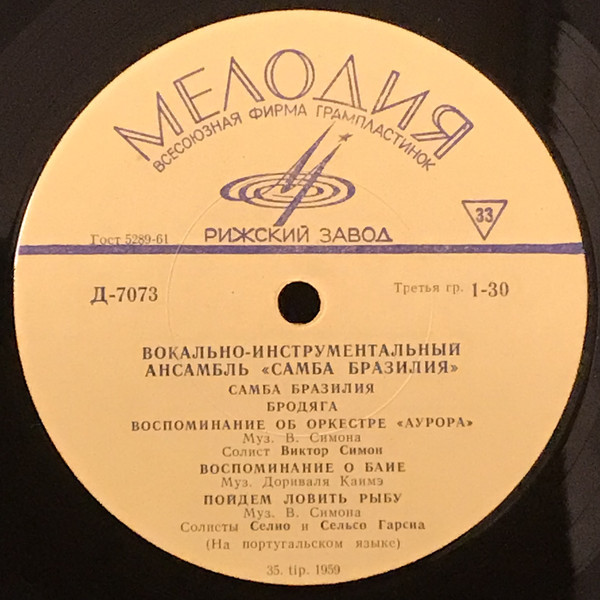 МЕЛОДИЯ
ВСЕСОЮЗНАЯ ФИРМА ГРАМПЛАСТИНОК
РИЖСКИЙ ЗАВОД
33
Гост 5289-61
Д-7073
Третья гр. 1-30
ВОКАЛЬНО-ИНСТРУМЕНТАЛЬНЫЙ
АНСАМБЛЬ «САМБА БРАЗИЛИЯ»
САМБА БРАЗИЛИЯ
БРОДЯГА
ВОСПОМИНАНИЕ ОБ ОРКЕСТРЕ «АУРОРА»
Муз. В. Симона
Солист Виктор Симон
ВОСПОМИНАНИЕ О БАИЕ
Муз. Дориваля Каимэ
ПОЙДЕМ ЛОВИТЬ РЫБУ
Муз. В. Симона
Солисты Селио и Сельсо Гарсиа
(На португальском языке)
35. tip. 1959